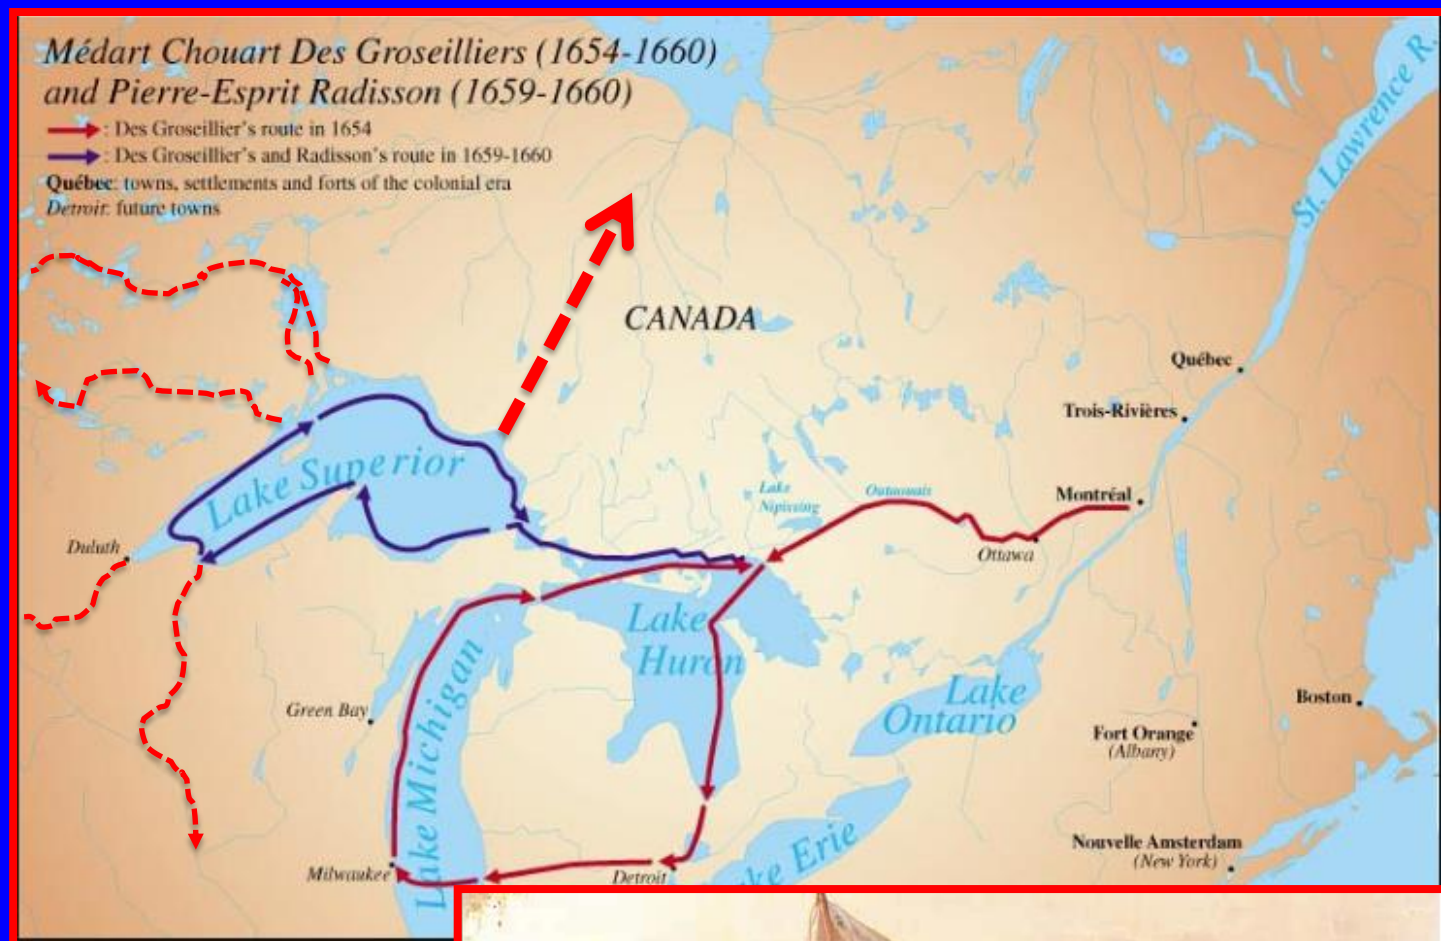 Médart Chouart Des Groseilliers (1654-1660)
and Pierre-Esprit Radisson (1659-1660)
: Des Groseillier's route in 1654
: Des Groseillier's and Radisson's route in 1659-1660
Québec: towns, settlements and forts of the colonial era
Detroit: future towns
St. Lawrence R.
CANADA
Québec
Trois-Rivières
Lake Superior
Lake
Nipissing
Outaouais
Montréal
Duluth
Ottawa
Lake
Huron
Lake Michigan
Green Bay
Lake
Ontario
Boston
Fort Orange
(Albany)
Milwaukee
Detroit
ke Erie
Nouvelle Amsterdam
(New York)